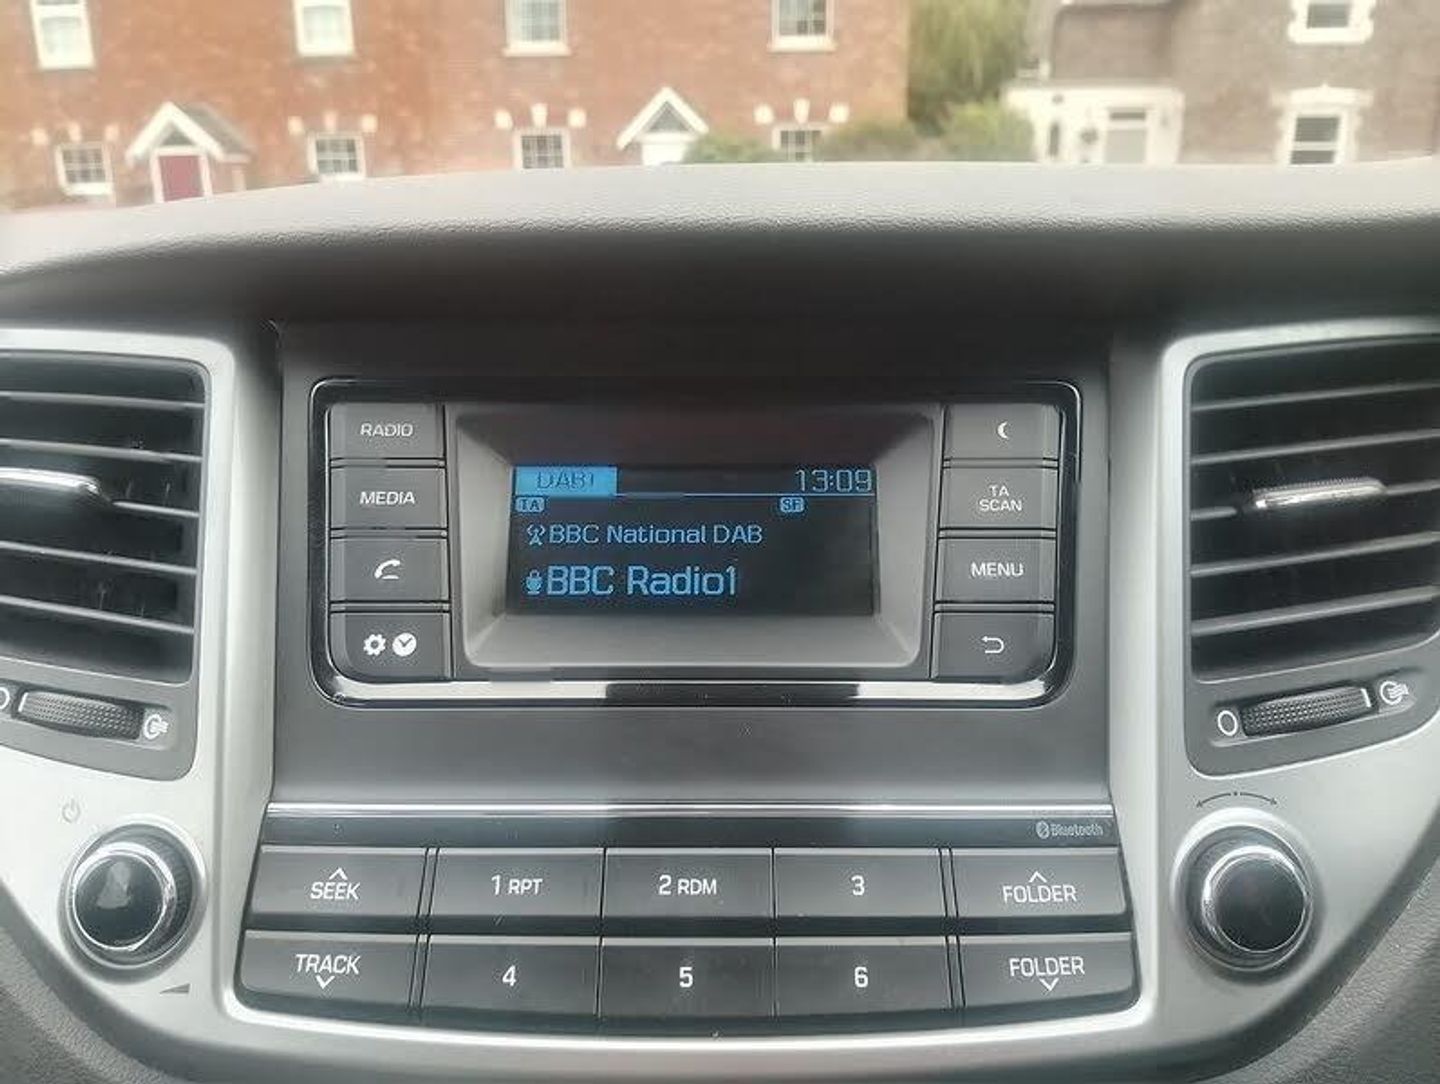 RADIO
MEDIA
DAB1 13:09
TA SF
BBC National DAB
BBC Radio1
TA
SCAN
MENU
Bluetooth
SEEK
1 RPT
2 RDM
3
FOLDER
TRACK
4
5
6
FOLDER